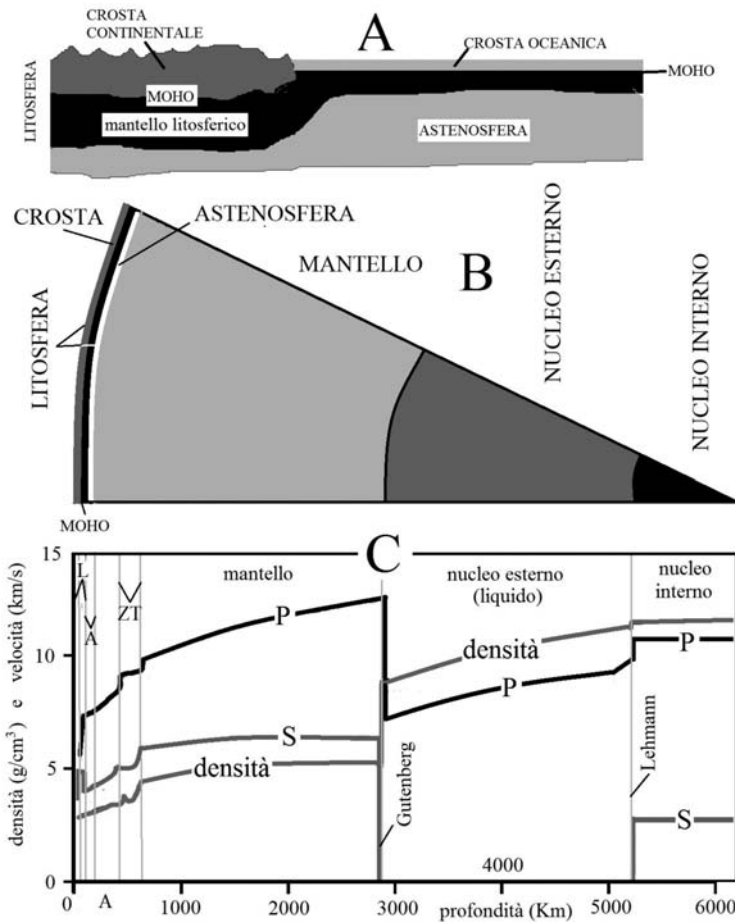 CROSTA
CONTINENTALE
A
CROSTA OCEANICA
MOHO
LITOSFERA
MOHO
mantello litosferico
ASTENOSFERA
CROSTA
ASTENOSFERA
MANTELLO
B
NUCLEO ESTERNO
NUCLEO INTERNO
LITOSFERA
MOHO
C
densità (g/cm³) e velocità (km/s)
15
10
5
0
L
A
ZT
mantello
nucleo esterno
(liquido)
nucleo
interno
P
densità
P
P
S
densità
Gutenberg
Lehmann
S
4000
0
A
1000
2000
3000
4000
5000
6000
profondità (Km)